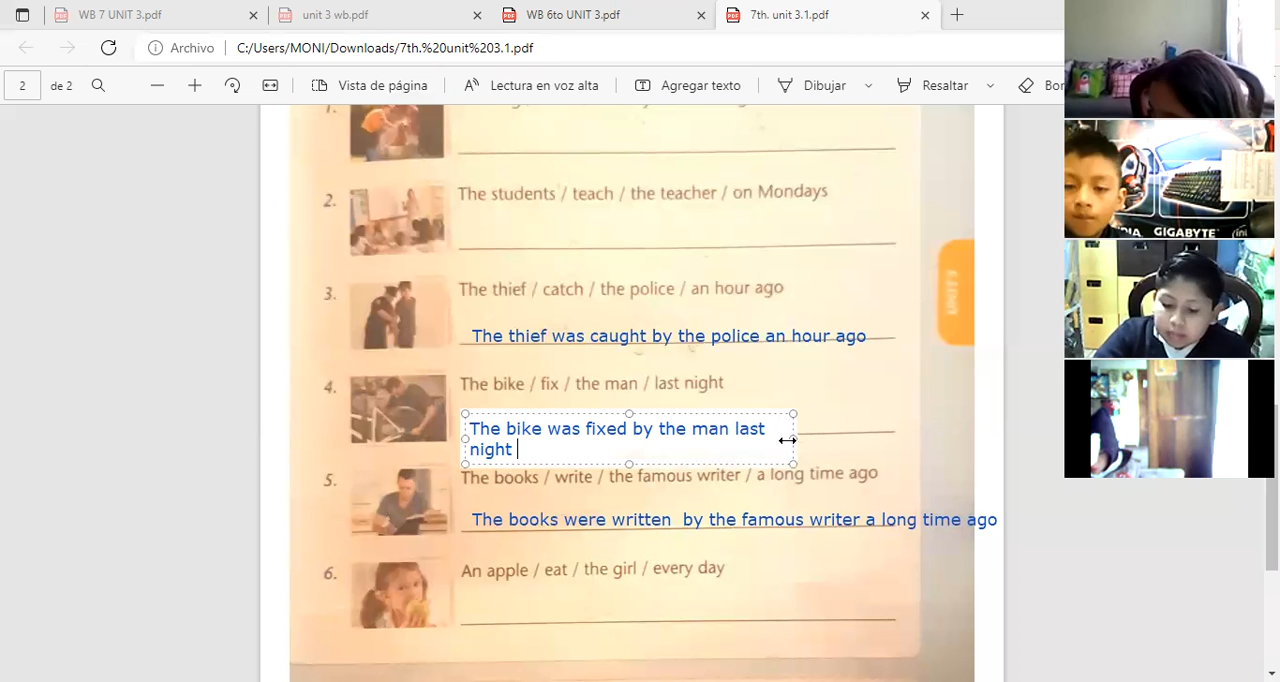 WB 7 UNIT 3.pdf
unit 3 wb.pdf
WB 6to UNIT 3.pdf
7th. unit 3.1.pdf
Archivo C:/Users/MONI/Downloads/7th.%20unit%203.1.pdf
2 de 2 Vista de página Lectura en voz alta Agregar texto Dibujar Resaltar Bor
1.
2. The students / teach / the teacher / on Mondays
3. The thief / catch / the police / an hour ago
The thief was caught by the police an hour ago
4. The bike / fix / the man / last night
The bike was fixed by the man last
night
5. The books / write / the famous writer / a long time ago
The books were written  by the famous writer a long time ago
6. An apple / eat / the girl / every day
GIGABYTE